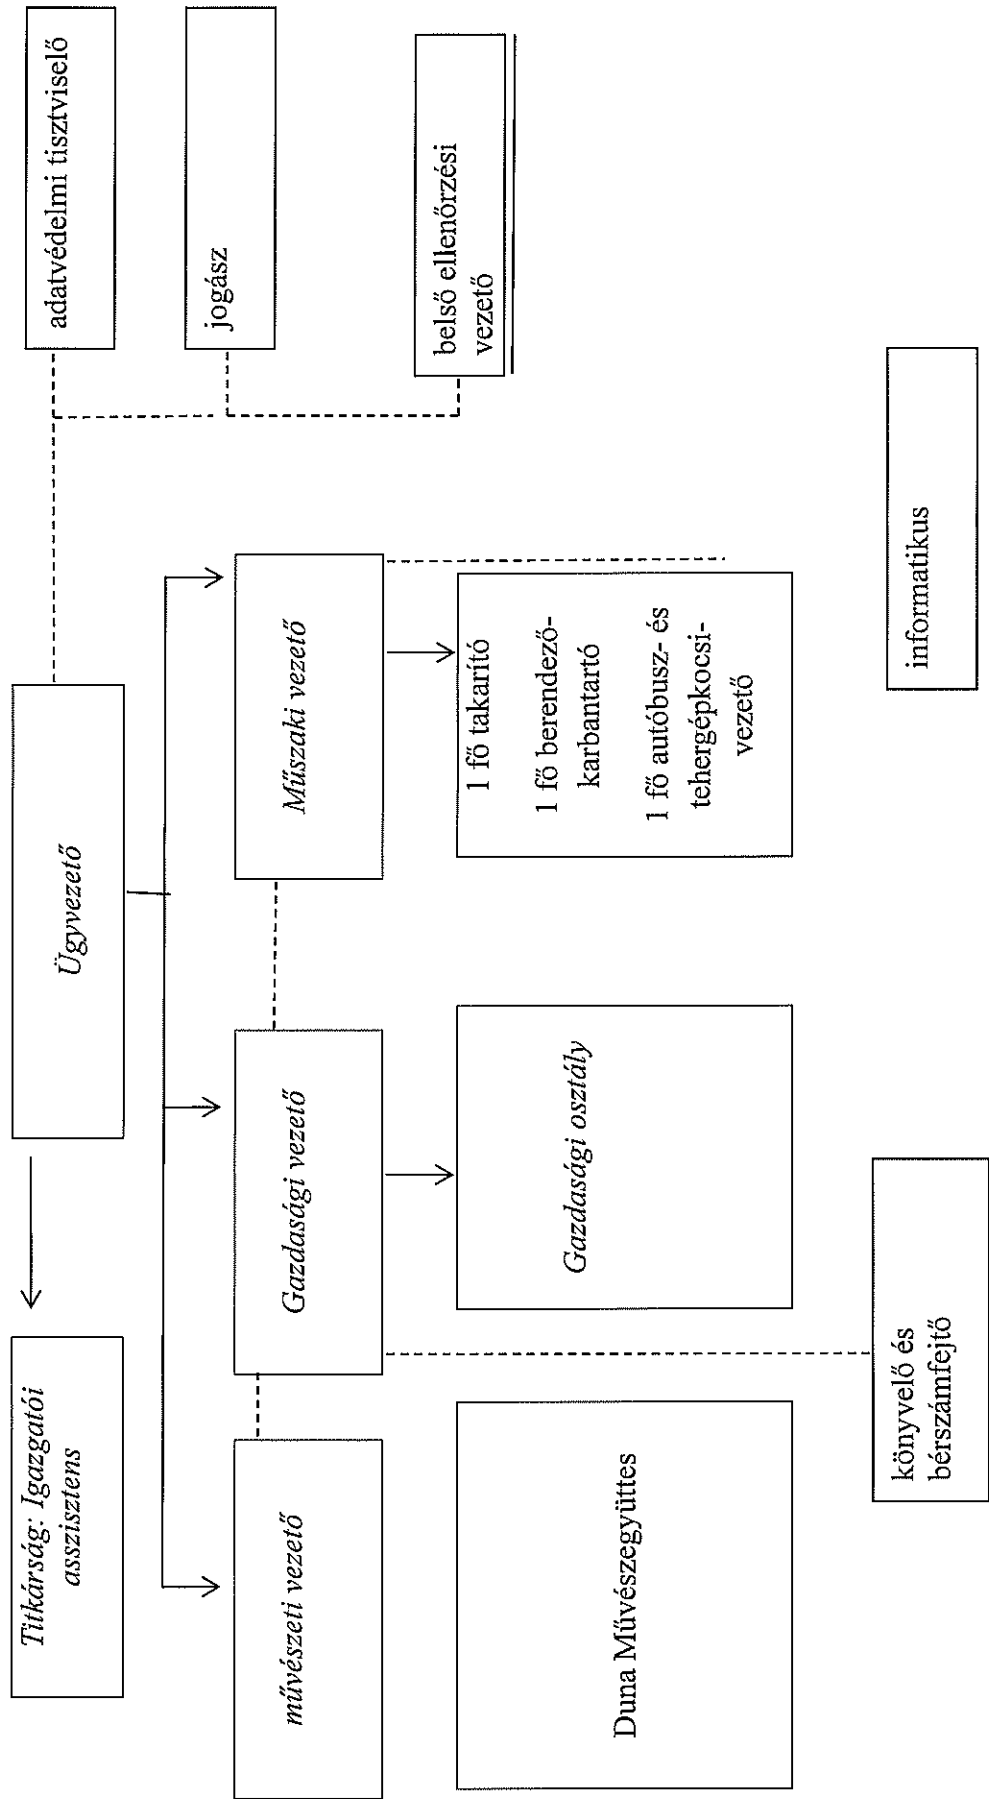 Titkárság: Igazgatói
asszisztens
Ügyvezető
adatvédelmi tisztviselő
jogász
belső ellenőrzési
vezető
művészeti vezető
Gazdasági vezető
Műszaki vezető
Duna Művészegyüttes
Gazdasági osztály
1 fő takarító
1 fő berendező-
karbantartó
1 fő autóbusz- és
tehergépkocsi-
vezető
könyvelő és
bérszámfejtő
informatikus